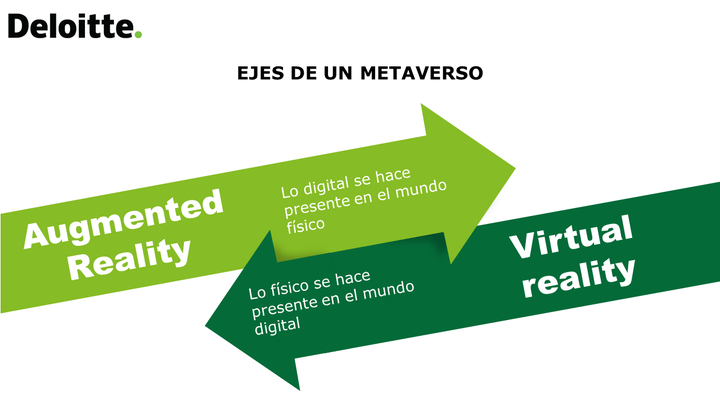 Deloitte.
EJES DE UN METAVERSO
Augmented
Reality
Lo digital se hace
presente en el mundo
físico
Lo físico se hace
presente en el mundo
digital
Virtual
reality